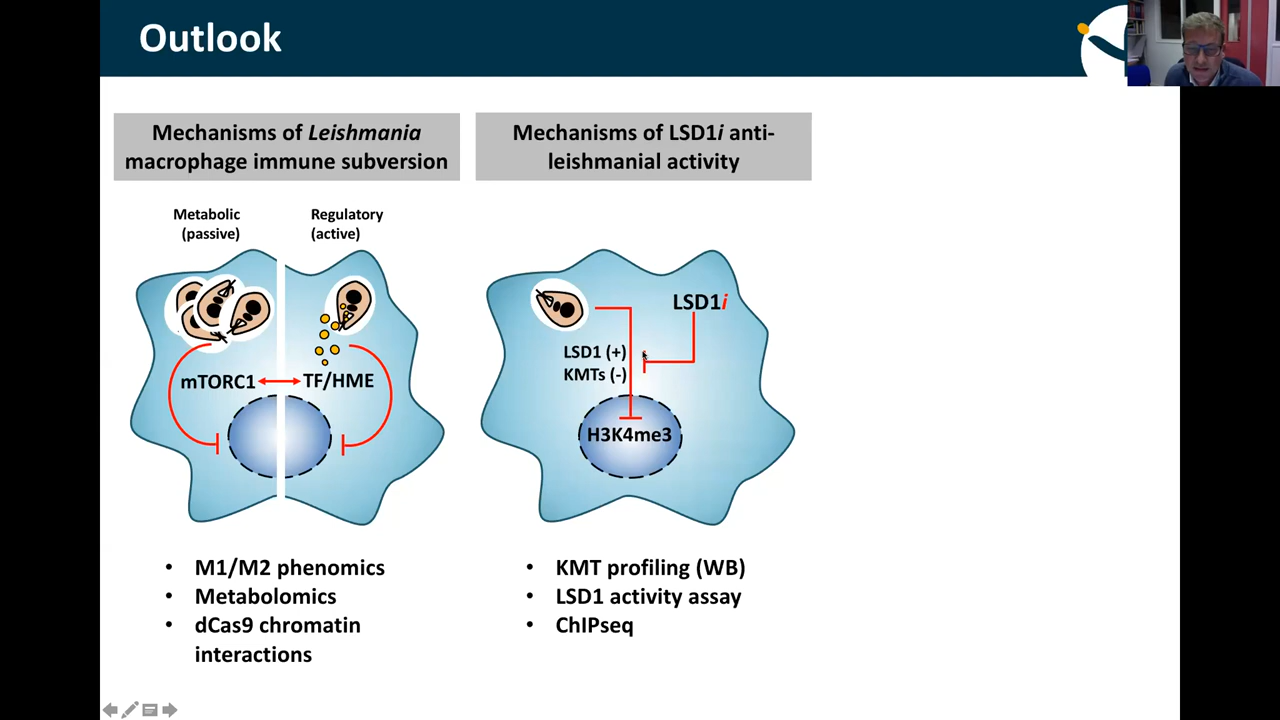 Outlook
Mechanisms of Leishmania
macrophage immune subversion
Metabolic
(passive)
Regulatory
(active)
mTORC1
TF/HME
M1/M2 phenomics
Metabolomics
dCas9 chromatin
interactions
Mechanisms of LSD1i anti-
leishmanial activity
LSD1i
LSD1 (+)
KMTs (-)
H3K4me3
KMT profiling (WB)
LSD1 activity assay
ChIPseq